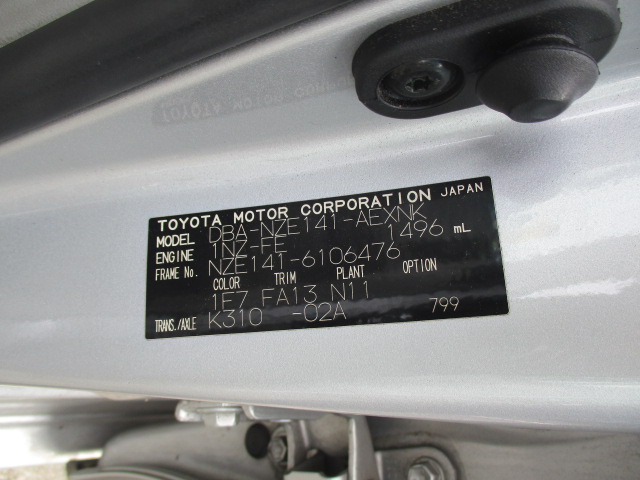 TOYOTA MOTOR CORPORATION JAPAN
MODEL DBA-NZE141-AEXNK
ENGINE 1NZ-FE 1496 mL
FRAME NO. NZE141-6106476
COLOR TRIM PLANT OPTION
1F7 FA13 N11
TRANS./AXLE K310 -02A 799